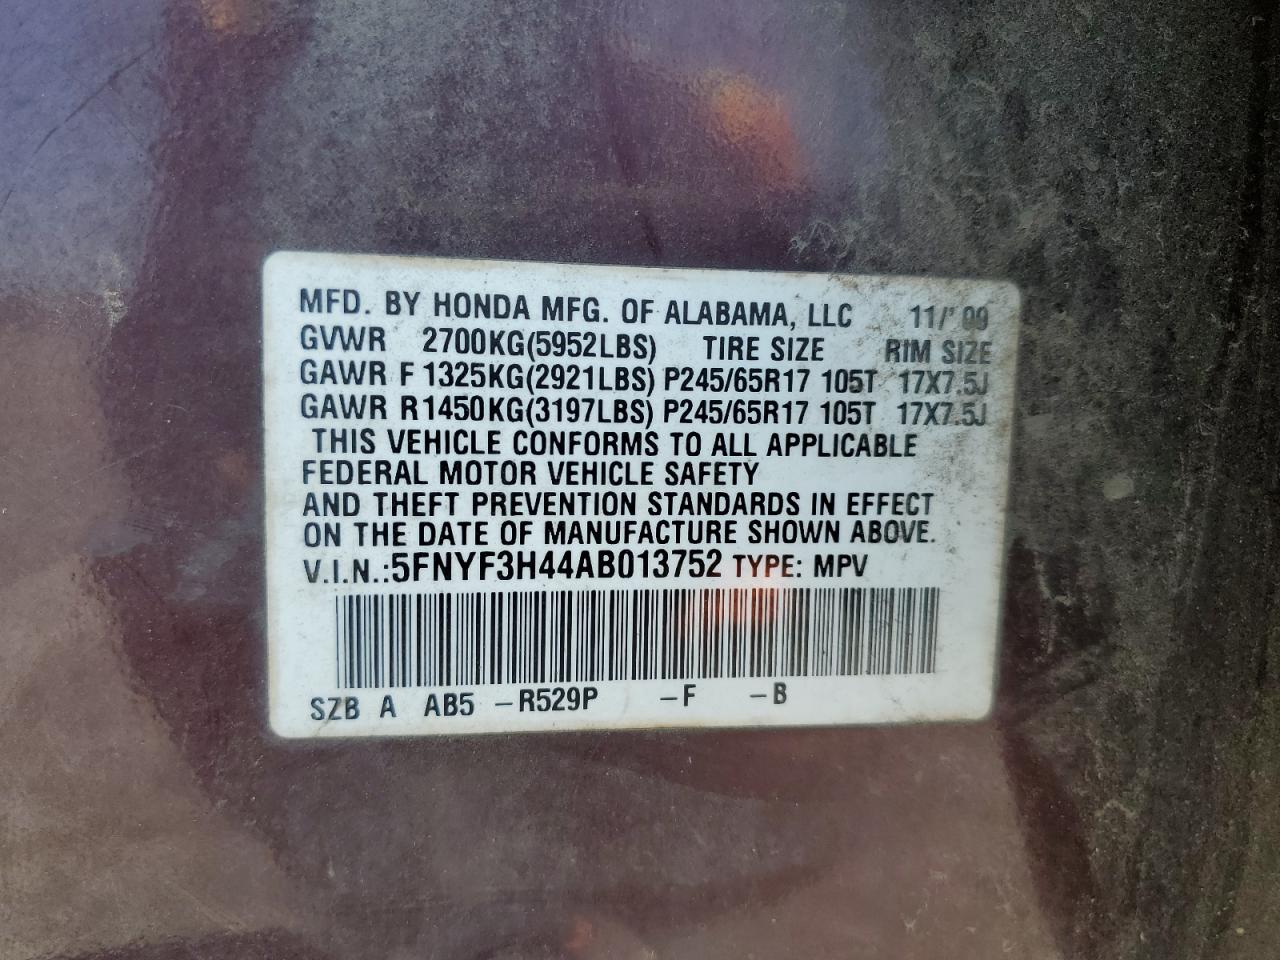 MFD. BY HONDA MFG. OF ALABAMA, LLC 11/'09
GVWR 2700KG(5952LBS) TIRE SIZE RIM SIZE
GAWR F 1325KG(2921LBS) P245/65R17 105T 17X7.5J
GAWR R1450KG(3197LBS) P245/65R17 105T 17X7.5J
THIS VEHICLE CONFORMS TO ALL APPLICABLE
FEDERAL MOTOR VEHICLE SAFETY
AND THEFT PREVENTION STANDARDS IN EFFECT
ON THE DATE OF MANUFACTURE SHOWN ABOVE.
V.I.N.:5FNYF3H44AB013752 TYPE: MPV
SZB A AB5 -R529P -F -B